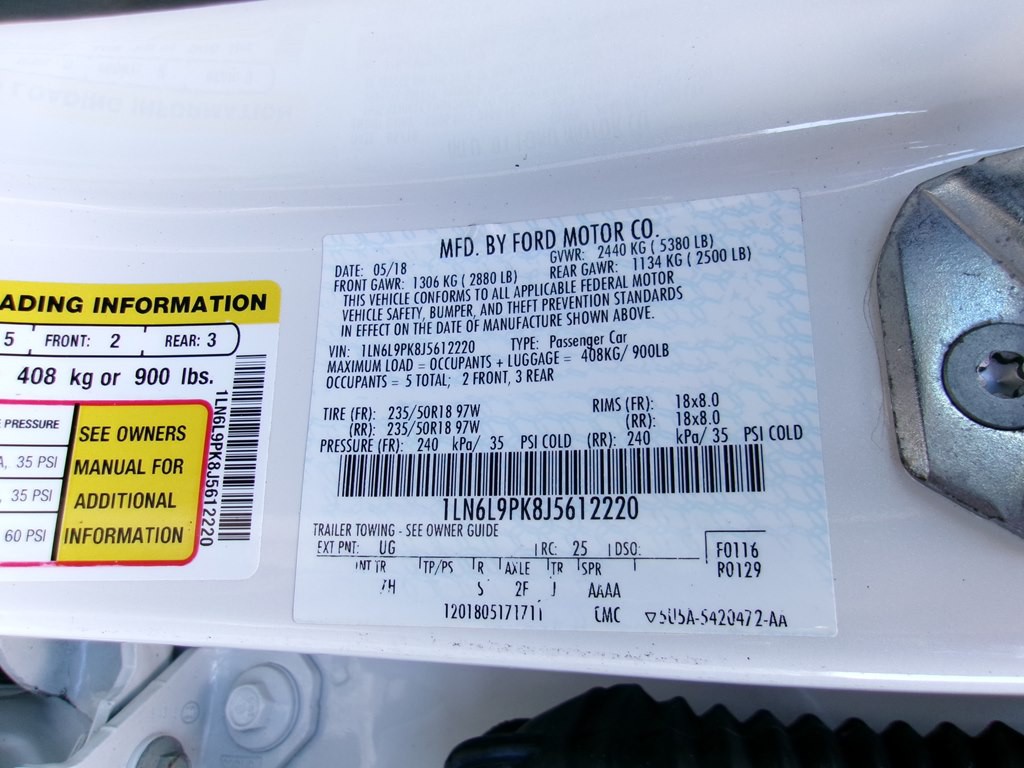 ADING INFORMATION
5 FRONT: 2 REAR: 3
408 kg or 900 lbs.
PRESSURE
, 35 PSI
, 35 PSI
60 PSI
SEE OWNERS
MANUAL FOR
ADDITIONAL
INFORMATION
1LN6L9PK8J5612220
MFD. BY FORD MOTOR CO.
DATE: 05/18 GVWR: 2440 KG ( 5380 LB)
FRONT GAWR: 1306 KG ( 2880 LB) REAR GAWR: 1134 KG ( 2500 LB)
THIS VEHICLE CONFORMS TO ALL APPLICABLE FEDERAL MOTOR
VEHICLE SAFETY, BUMPER, AND THEFT PREVENTION STANDARDS
IN EFFECT ON THE DATE OF MANUFACTURE SHOWN ABOVE.
VIN: 1LN6L9PK8J5612220 TYPE: Passenger Car
MAXIMUM LOAD = OCCUPANTS + LUGGAGE = 408KG/ 900LB
OCCUPANTS = 5 TOTAL; 2 FRONT, 3 REAR
TIRE (FR): 235/50R18 97W RIMS (FR): 18x8.0
(RR): 235/50R18 97W (RR): 18x8.0
PRESSURE (FR): 240 kPa/ 35 PSI COLD (RR): 240 kPa/ 35 PSI COLD
1LN6L9PK8J5612220
TRAILER TOWING - SEE OWNER GUIDE
EXT PNT: UG RC: 25 DSO: F0116
INT TR TP/PS R AXLE TR SPR R0129
7H S 2F J AAAA
1201805171711 CMC ▽5U5A-5420472-AA